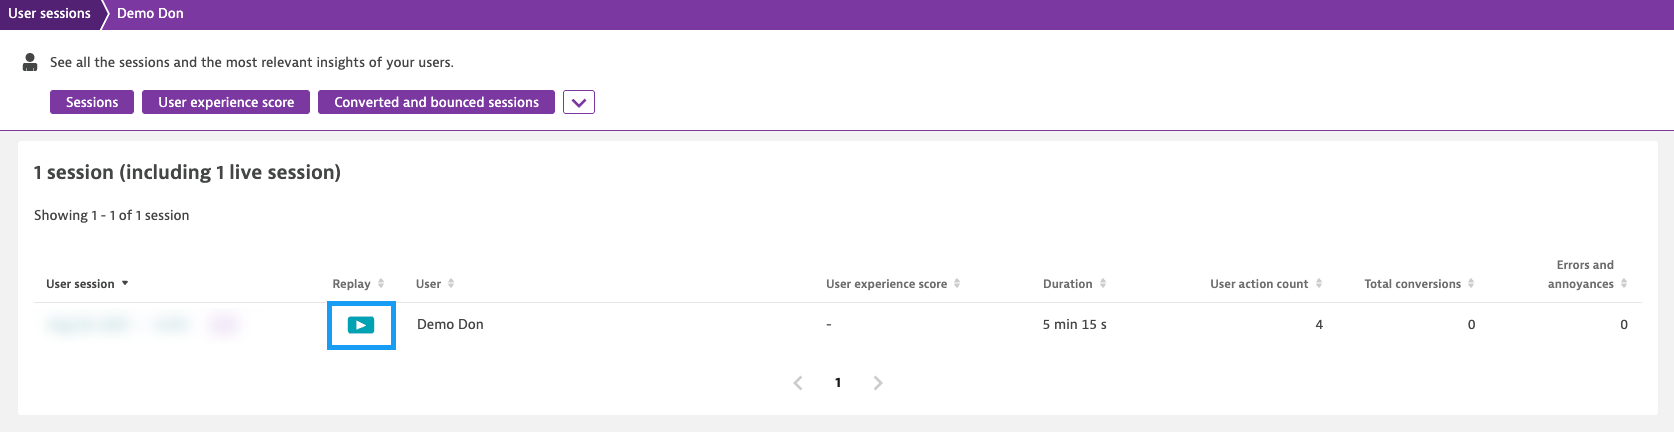 User sessions Demo Don
See all the sessions and the most relevant insights of your users.
Sessions User experience score Converted and bounced sessions
1 session (including 1 live session)
Showing 1 - 1 of 1 session
User session Replay User User experience score Duration User action count Total conversions Errors and annoyances
Demo Don - 5 min 15 s 4 0 0
1